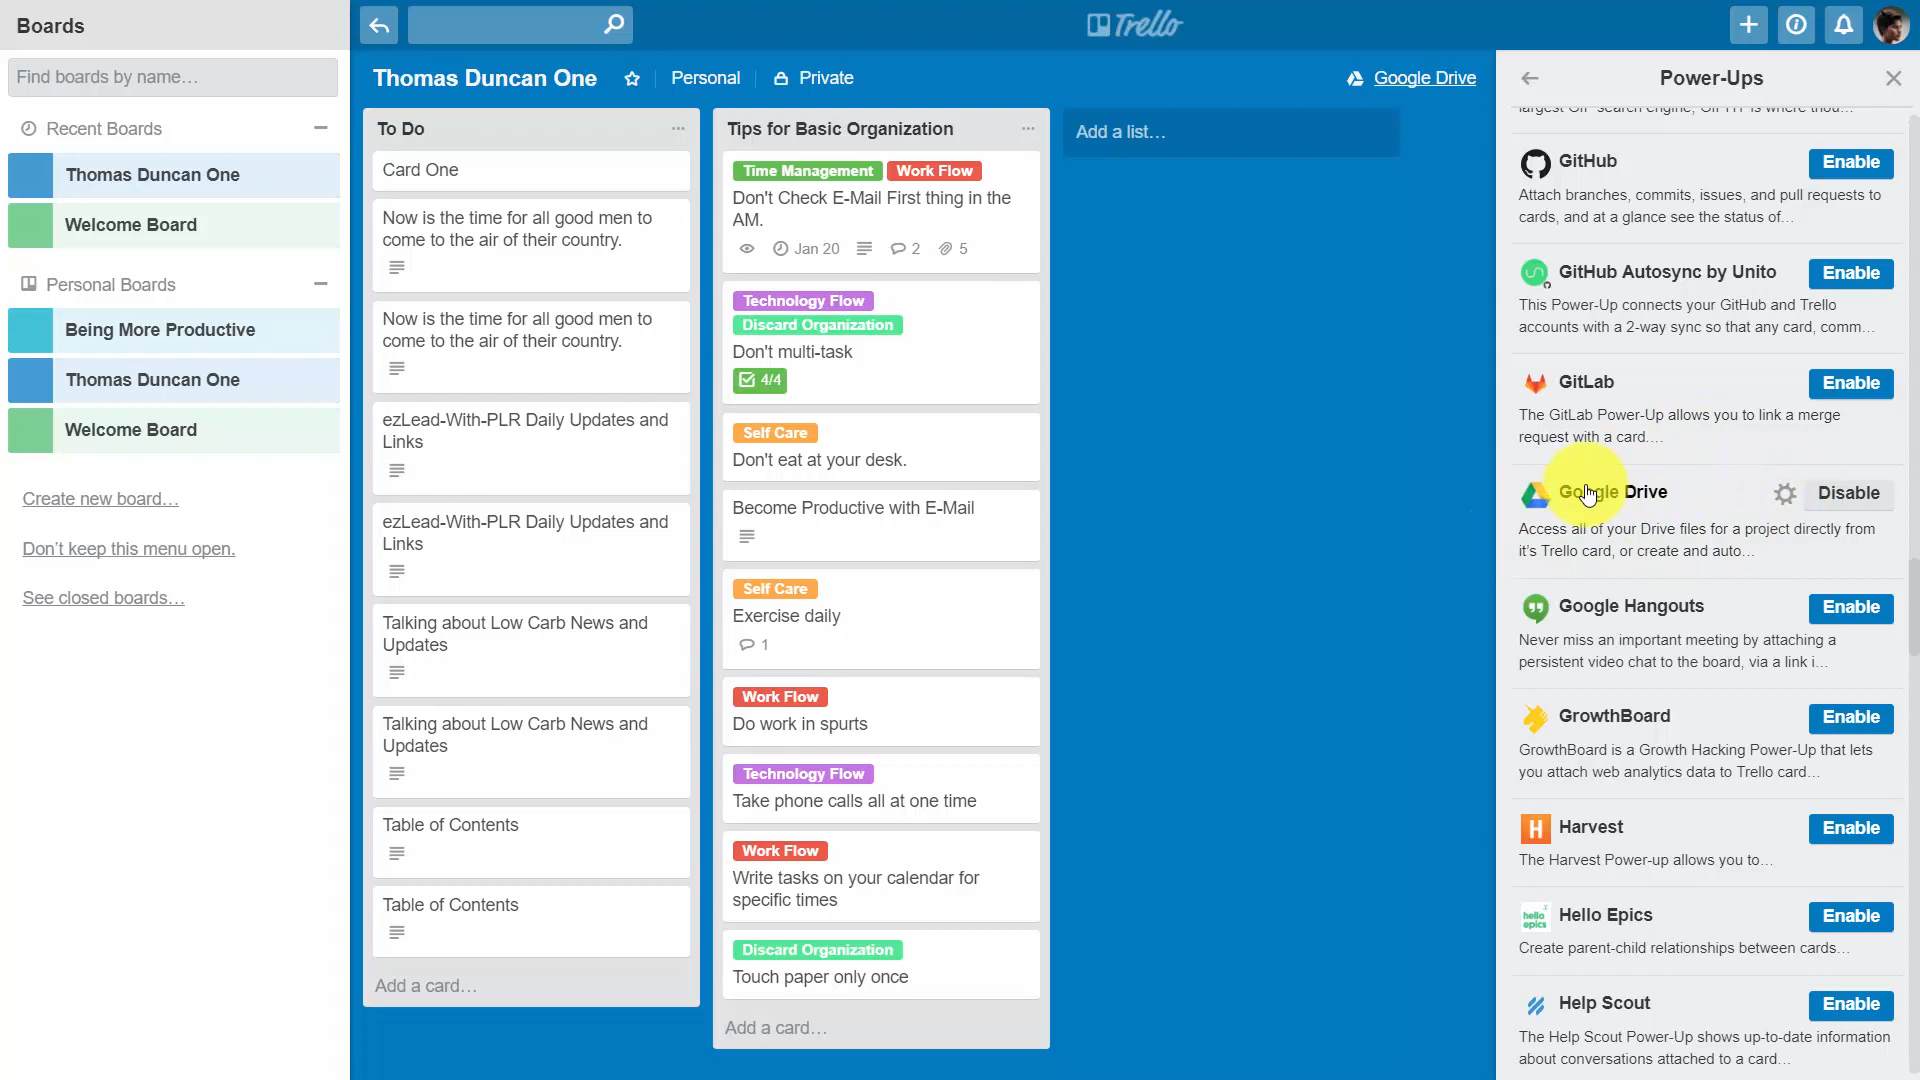 Boards
Find boards by name…
Recent Boards
Thomas Duncan One
Welcome Board
Personal Boards
Being More Productive
Thomas Duncan One
Welcome Board
Create new board…
Don’t keep this menu open.
See closed boards…
Trello
Thomas Duncan One
Personal
Private
Google Drive
To Do
Card One
Now is the time for all good men to
come to the air of their country.
Now is the time for all good men to
come to the air of their country.
ezLead-With-PLR Daily Updates and
Links
ezLead-With-PLR Daily Updates and
Links
Talking about Low Carb News and
Updates
Talking about Low Carb News and
Updates
Table of Contents
Table of Contents
Add a card…
Tips for Basic Organization
Time Management Work Flow
Don't Check E-Mail First thing in the
AM.
Jan 20 2 5
Technology Flow
Discard Organization
Don't multi-task
4/4
Self Care
Don't eat at your desk.
Become Productive with E-Mail
Self Care
Exercise daily
1
Work Flow
Do work in spurts
Technology Flow
Take phone calls all at one time
Work Flow
Write tasks on your calendar for
specific times
Discard Organization
Touch paper only once
Add a card…
Add a list…
Power-Ups
GitHub Enable
Attach branches, commits, issues, and pull requests to
cards, and at a glance see the status of…
GitHub Autosync by Unito Enable
This Power-Up connects your GitHub and Trello
accounts with a 2-way sync so that any card, comm…
GitLab Enable
The GitLab Power-Up allows you to link a merge
request with a card.…
Google Drive Disable
Access all of your Drive files for a project directly from
it’s Trello card, or create and auto…
Google Hangouts Enable
Never miss an important meeting by attaching a
persistent video chat to the board, via a link i…
GrowthBoard Enable
GrowthBoard is a Growth Hacking Power-Up that lets
you attach web analytics data to Trello card…
Harvest Enable
H
The Harvest Power-up allows you to…
Hello Epics Enable
hello
epics
Create parent-child relationships between cards…
Help Scout Enable
The Help Scout Power-Up shows up-to-date information
about conversations attached to a card…